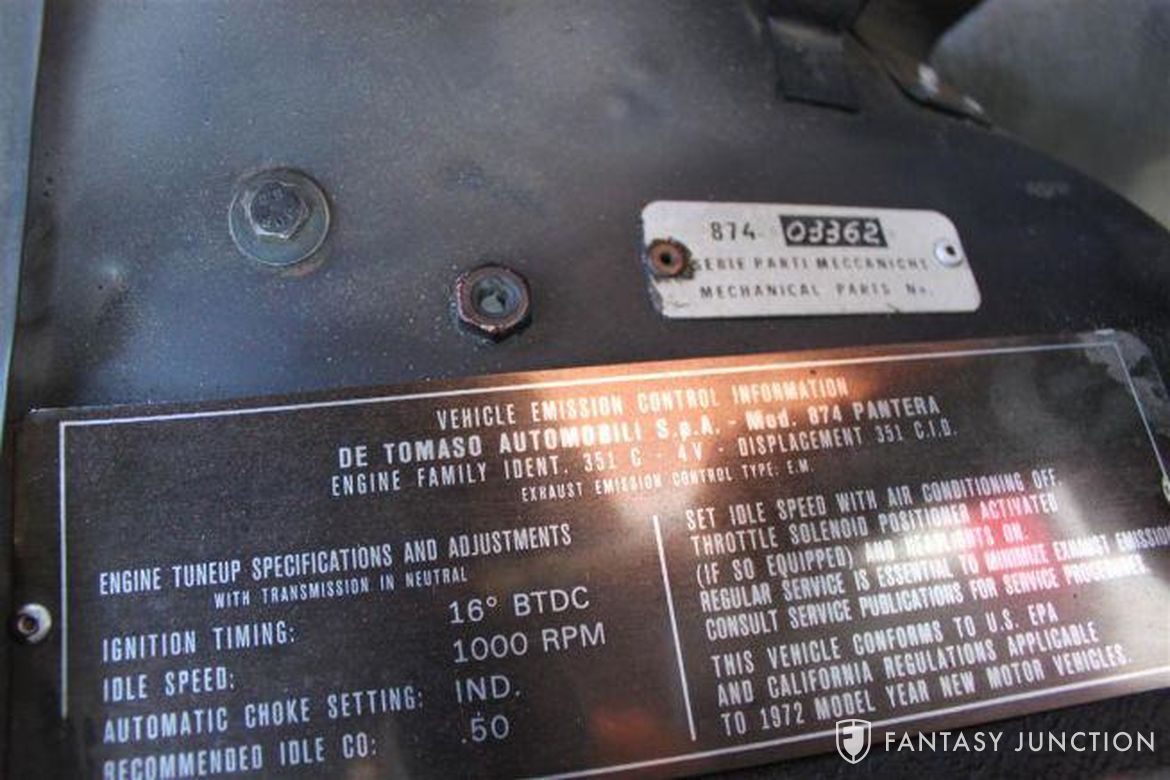 874 03362
SERIE PARTI MECCANICHE
MECHANICAL PARTS No.
VEHICLE EMISSION CONTROL INFORMATION
DE TOMASO AUTOMOBILI S.p.A. - Mod. 874 PANTERA
ENGINE FAMILY IDENT. 351 C - 4V - DISPLACEMENT 351 C.I.D.
EXHAUST EMISSION CONTROL TYPE: E.M.
ENGINE TUNEUP SPECIFICATIONS AND ADJUSTMENTS
WITH TRANSMISSION IN NEUTRAL
IGNITION TIMING: 16° BTDC
IDLE SPEED: 1000 RPM
AUTOMATIC CHOKE SETTING: IND.
RECOMMENDED IDLE CO: .50
SET IDLE SPEED WITH AIR CONDITIONING OFF
THROTTLE SOLENOID POSITIONER ACTIVATED
(IF SO EQUIPPED) AND HEADLIGHTS ON.
REGULAR SERVICE IS ESSENTIAL TO MINIMIZE EXHAUST EMISSION
CONSULT SERVICE PUBLICATIONS FOR SERVICE PROCEDURES.
THIS VEHICLE CONFORMS TO U.S. EPA
AND CALIFORNIA REGULATIONS APPLICABLE
TO 1972 MODEL YEAR NEW MOTOR VEHICLES.
FANTASY JUNCTION